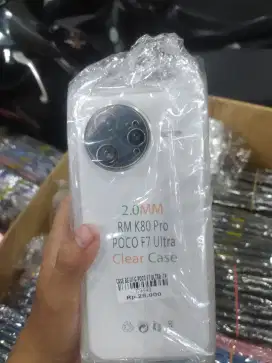 2.0MM
RM K80 Pro
POCO F7 Ultra
Clear Case
Rp.25.000